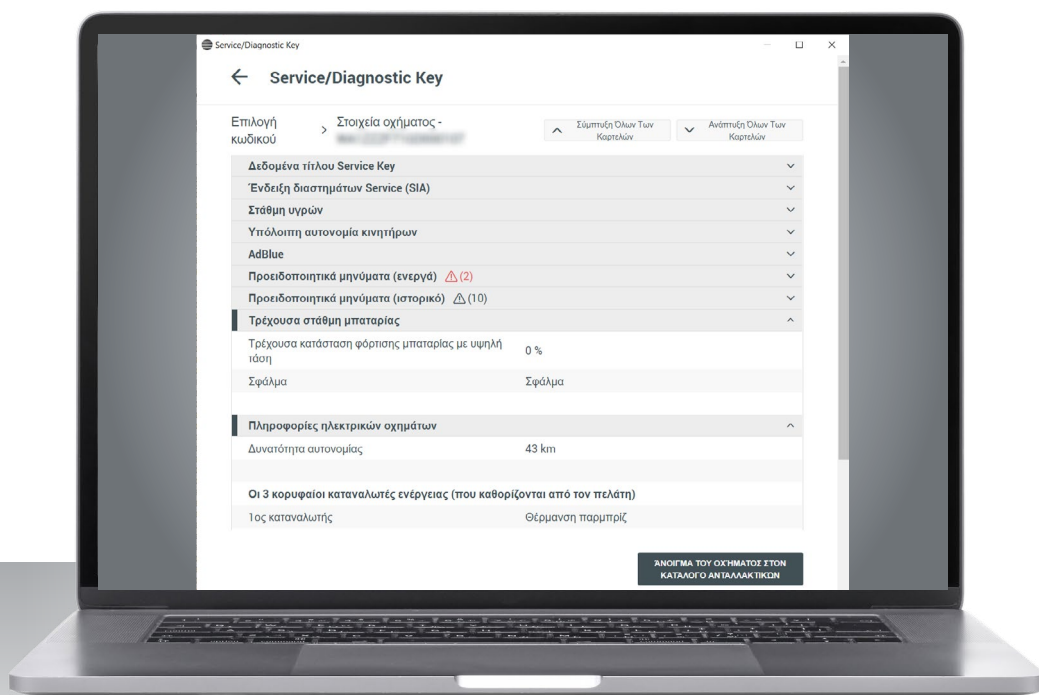 Service/Diagnostic Key
Service/Diagnostic Key
Επιλογή
κωδικού
Στοιχεία οχήματος -
Σύμπτυξη Όλων Των
Καρτελών
Ανάπτυξη Όλων Των
Καρτελών
Δεδομένα τίτλου Service Key
Ένδειξη διαστημάτων Service (SIA)
Στάθμη υγρών
Υπόλοιπη αυτονομία κινητήρων
AdBlue
Προειδοποιητικά μηνύματα (ενεργά) (2)
Προειδοποιητικά μηνύματα (ιστορικό) (10)
Τρέχουσα στάθμη μπαταρίας
Τρέχουσα κατάσταση φόρτισης μπαταρίας με υψηλή
τάση
0 %
Σφάλμα Σφάλμα
Πληροφορίες ηλεκτρικών οχημάτων
Δυνατότητα αυτονομίας 43 km
Οι 3 κορυφαίοι καταναλωτές ενέργειας (που καθορίζονται από τον πελάτη)
1ος καταναλωτής Θέρμανση παρμπρίζ
ΆΝΟΙΓΜΑ ΤΟΥ ΟΧΉΜΑΤΟΣ ΣΤΟΝ
ΚΑΤΆΛΟΓΟ ΑΝΤΑΛΛΑΚΤΙΚΏΝ